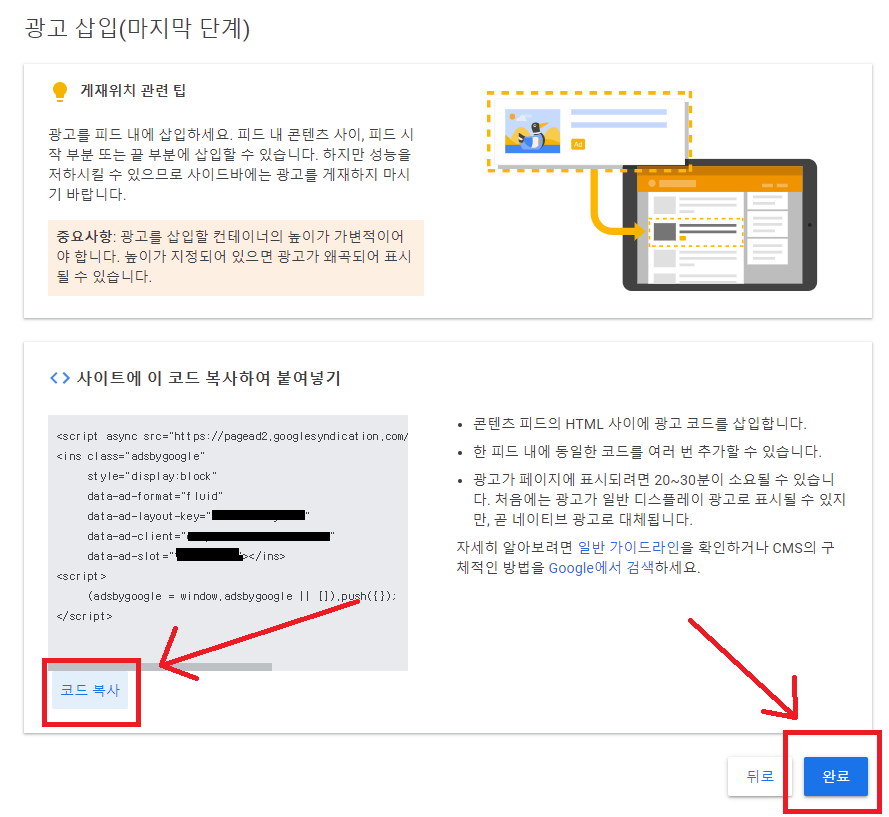 광고 삽입(마지막 단계)
게재위치 관련 팁
광고를 피드 내에 삽입하세요. 피드 내 콘텐츠 사이, 피드 시
작 부분 또는 끝 부분에 삽입할 수 있습니다. 하지만 성능을
저하시킬 수 있으므로 사이드바에는 광고를 게재하지 마시
기 바랍니다.
중요사항: 광고를 삽입할 컨테이너의 높이가 가변적이어
야 합니다. 높이가 지정되어 있으면 광고가 왜곡되어 표시
될 수 있습니다.
Ad
<> 사이트에 이 코드 복사하여 붙여넣기
<script async src="https://pagead2.googlesyndication.com/
<ins class="adsbygoogle"
style="display:block"
data-ad-format="fluid"
data-ad-layout-key="
"
data-ad-client="
"
data-ad-slot="
></ins>
<script>
(adsbygoogle = window.adsbygoogle || []).push({});
</script>
코드 복사
• 콘텐츠 피드의 HTML 사이에 광고 코드를 삽입합니다.
• 한 피드 내에 동일한 코드를 여러 번 추가할 수 있습니다.
• 광고가 페이지에 표시되려면 20~30분이 소요될 수 있습니
다. 처음에는 광고가 일반 디스플레이 광고로 표시될 수 있지
만, 곧 네이티브 광고로 대체됩니다.
자세히 알아보려면 일반 가이드라인을 확인하거나 CMS의 구
체적인 방법을 Google에서 검색하세요.
뒤로
완료